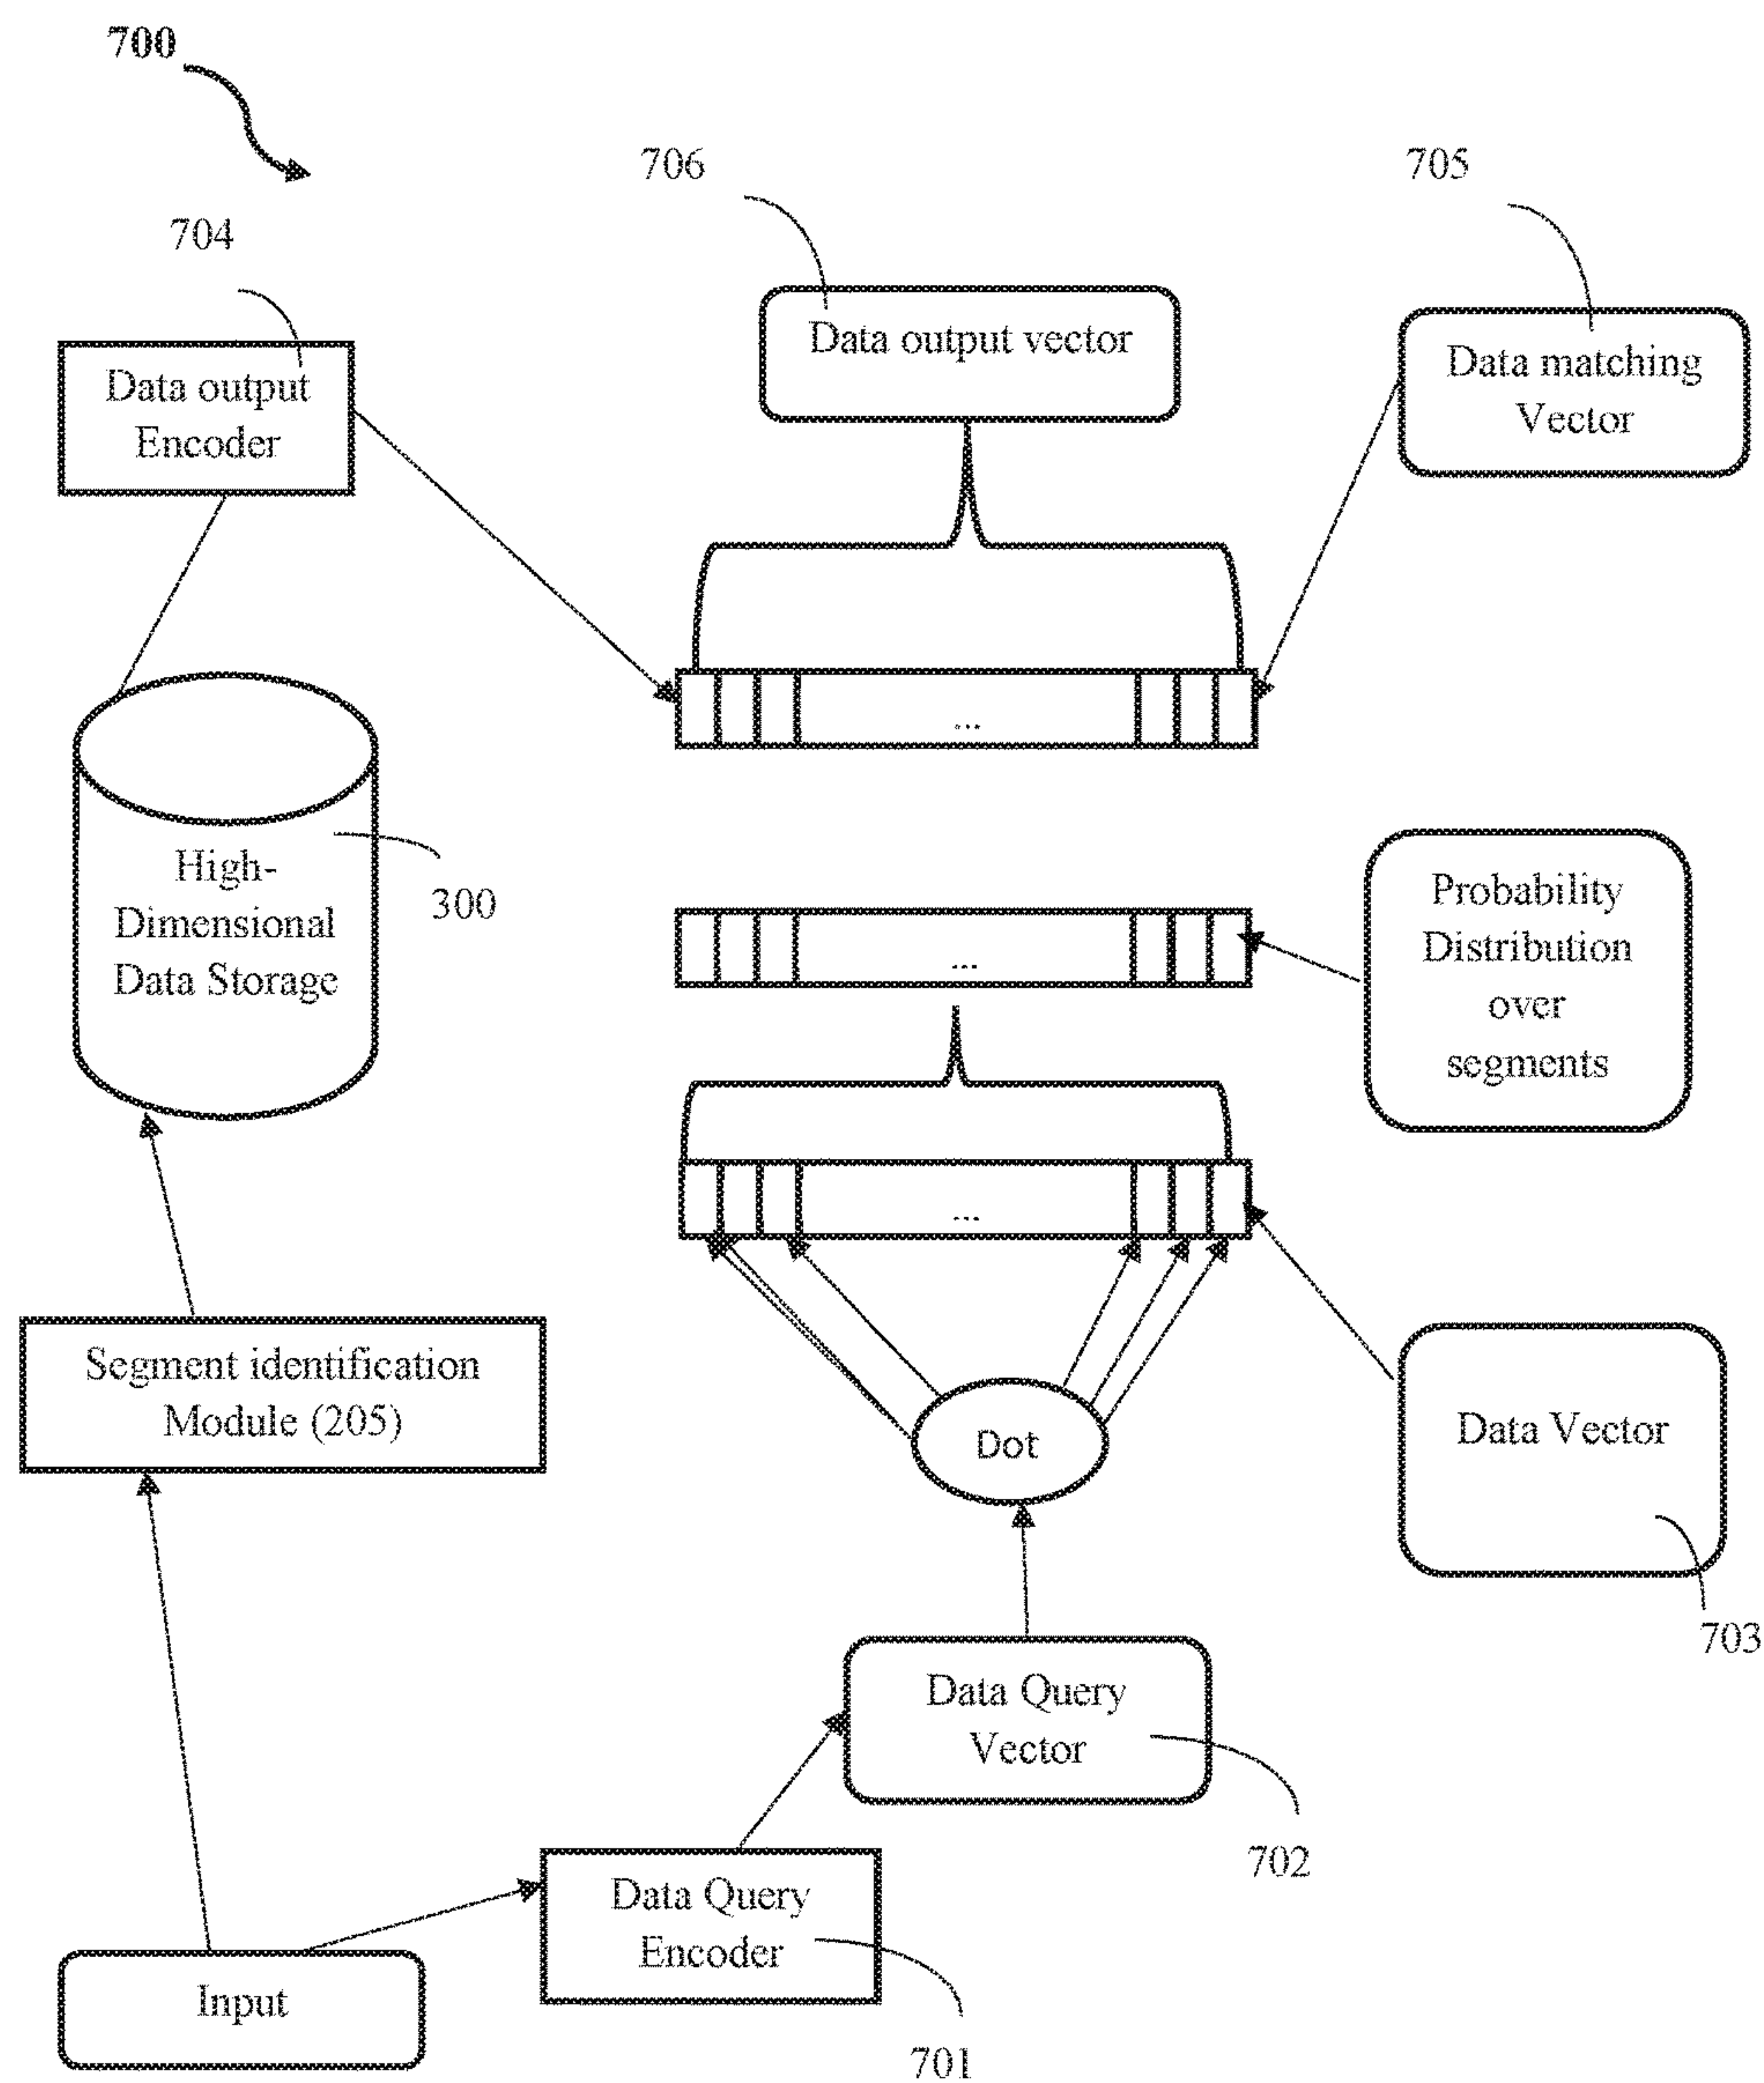 700
706
705
704
Data output vector
Data matching
Vector
Data output
Encoder
High-
Dimensional
Data Storage
300
...
Probability
Distribution
over
segments
...
...
Segment identification
Module (205)
Dot
Data Vector
703
Data Query
Vector
702
Data Query
Encoder
Input
701